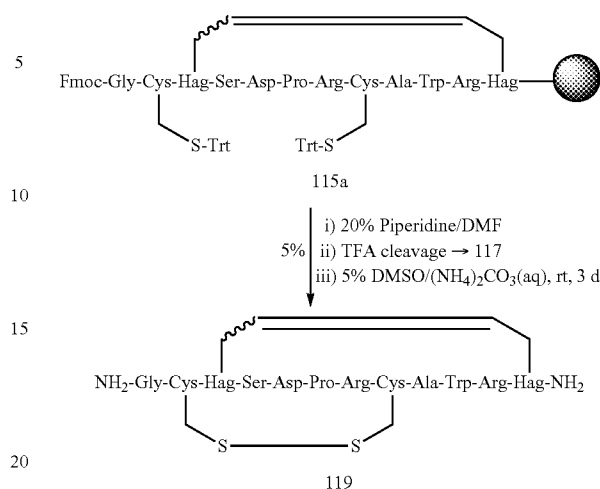 5
Fmoc-Gly-Cys-Hag-Ser-Asp-Pro-Arg-Cys-Ala-Trp-Arg-Hag
S-Trt Trt-S
115a
10
i) 20% Piperidine/DMF
5% ii) TFA cleavage → 117
iii) 5% DMSO/(NH4)2CO3(aq), rt, 3 d
15
NH2-Gly-Cys-Hag-Ser-Asp-Pro-Arg-Cys-Ala-Trp-Arg-Hag-NH2
S S
20
119